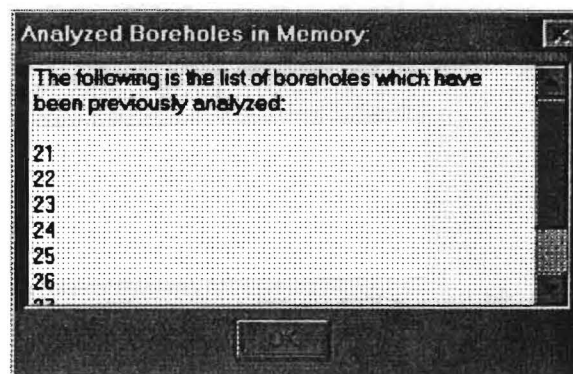 Analyzed Boreholes in Memory:
The following is the list of boreholes which have
been previously analyzed:
21
22
23
24
25
26
27
OK